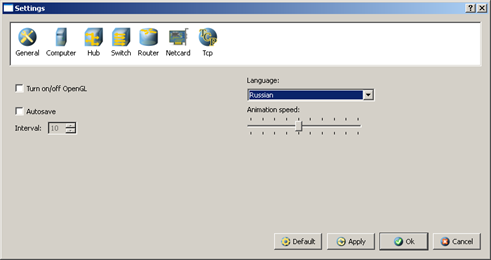 Settings
General Computer Hub Switch Router Netcard Tcp
Turn on/off OpenGL
Autosave
Interval: 10
Language:
Russian
Animation speed:
Default Apply Ok Cancel